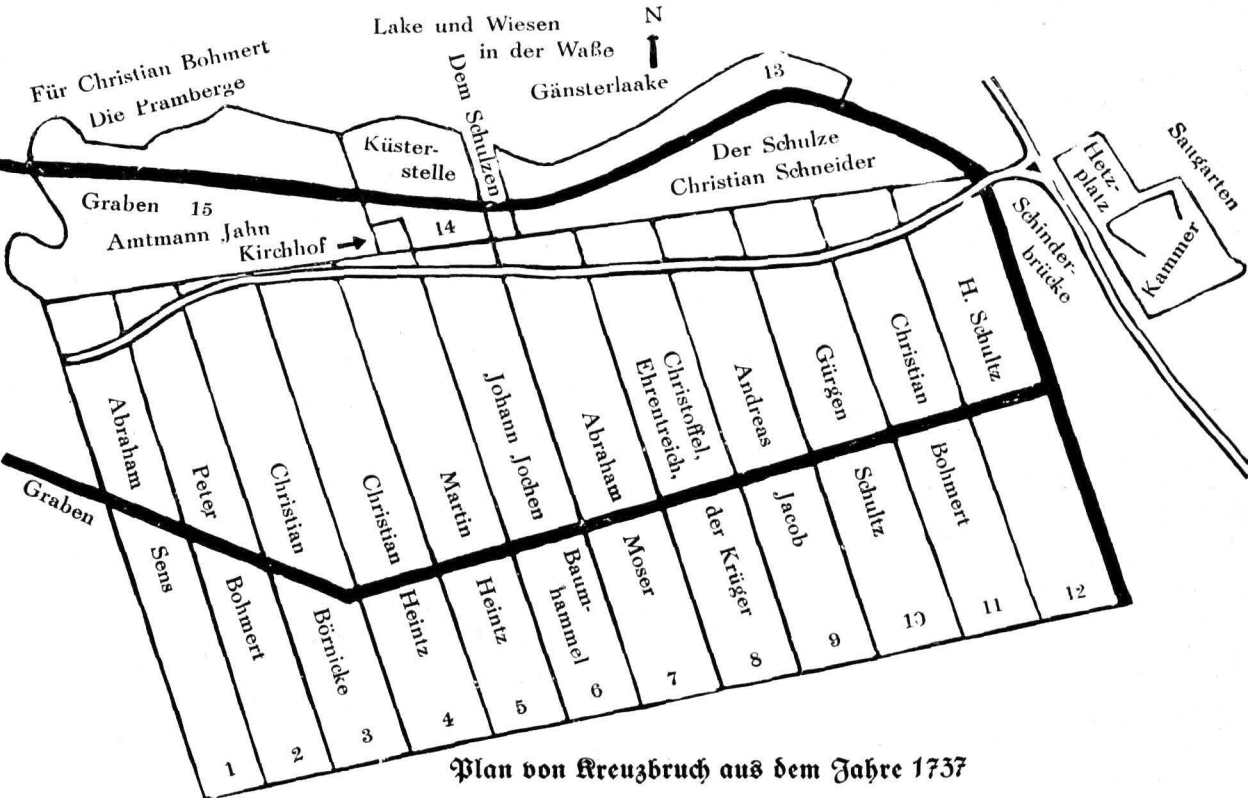 Lake und Wiesen
in der Waße
N
Für Christian Bohmert
Die Pramberge
Dem Schulzen
Gänsterlaake
13
Küster-
stelle
Der Schulze
Christian Schneider
Hetz-
platz
Saugarten
Kammer
Graben 15
Amtmann Jahn
Kirchhof
14
Schinder-
brücke
Abraham
Sens
1
Peter
Bohmert
2
Christian
Börnicke
3
Christian
Heintz
4
Martin
Heintz
5
Johann Jochen
Baum-
hammel
6
Abraham
Moser
7
Christoffel,
Ehrentreich,
der Krüger
8
Andreas
Jacob
9
Gürgen
Schultz
10
Christian
Bohmert
11
H. Schultz
12
Graben
Plan von Kreuzbruch aus dem Jahre 1737